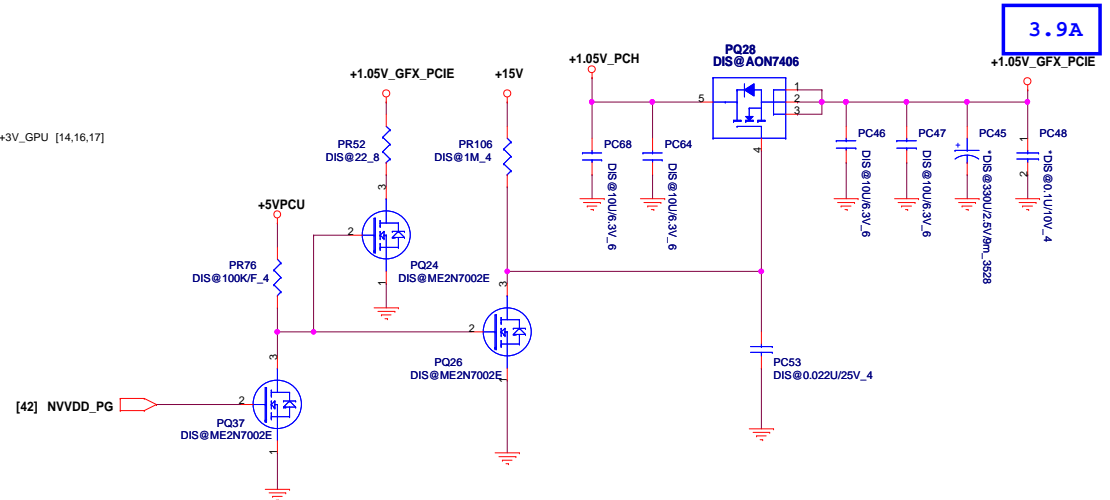 3.9A
+3V_GPU [14,16,17]
+1.05V_GFX_PCIE
+15V
+1.05V_PCH
PQ28
DIS@AON7406
+1.05V_GFX_PCIE
PR52
DIS@22_8
PR106
DIS@1M_4
5
1
2
3
4
PC68
DIS@10U/6.3V_6
PC64
DIS@10U/6.3V_6
PC46
DIS@10U/6.3V_6
PC47
DIS@10U/6.3V_6
+
PC45
*DIS@330U/2.5V/9m_3528
1
2
PC48
*DIS@0.1U/10V_4
+5VPCU
3
2
1
PQ24
DIS@ME2N7002E
PR76
DIS@100K/F_4
3
2
1
PQ26
DIS@ME2N7002E
PC53
DIS@0.022U/25V_4
[42] NVVDD_PG
3
2
1
PQ37
DIS@ME2N7002E